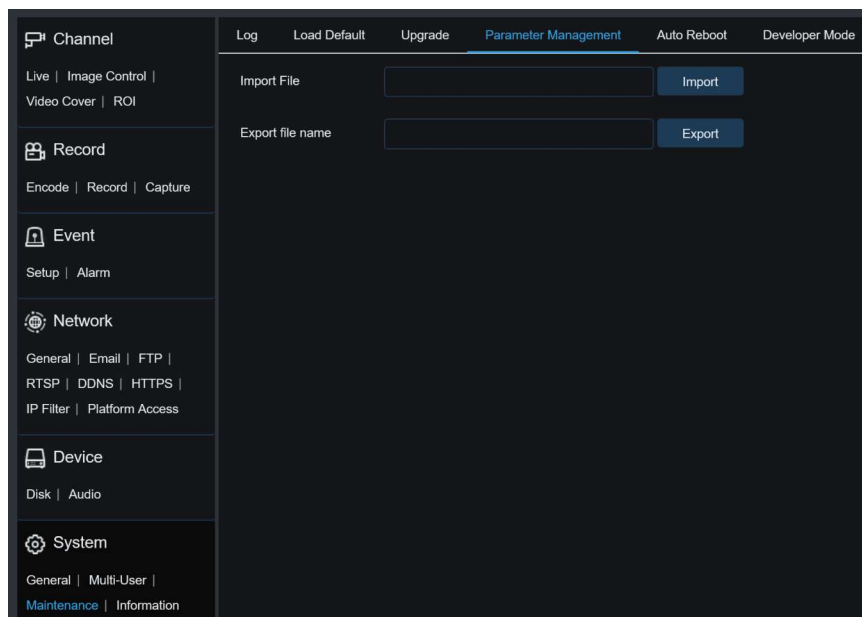 Channel
Live | Image Control |
Video Cover | ROI
Record
Encode | Record | Capture
Event
Setup | Alarm
Network
General | Email | FTP |
RTSP | DDNS | HTTPS |
IP Filter | Platform Access
Device
Disk | Audio
System
General | Multi-User |
Maintenance | Information
Log Load Default Upgrade Parameter Management Auto Reboot Developer Mode
Import File Import
Export file name Export